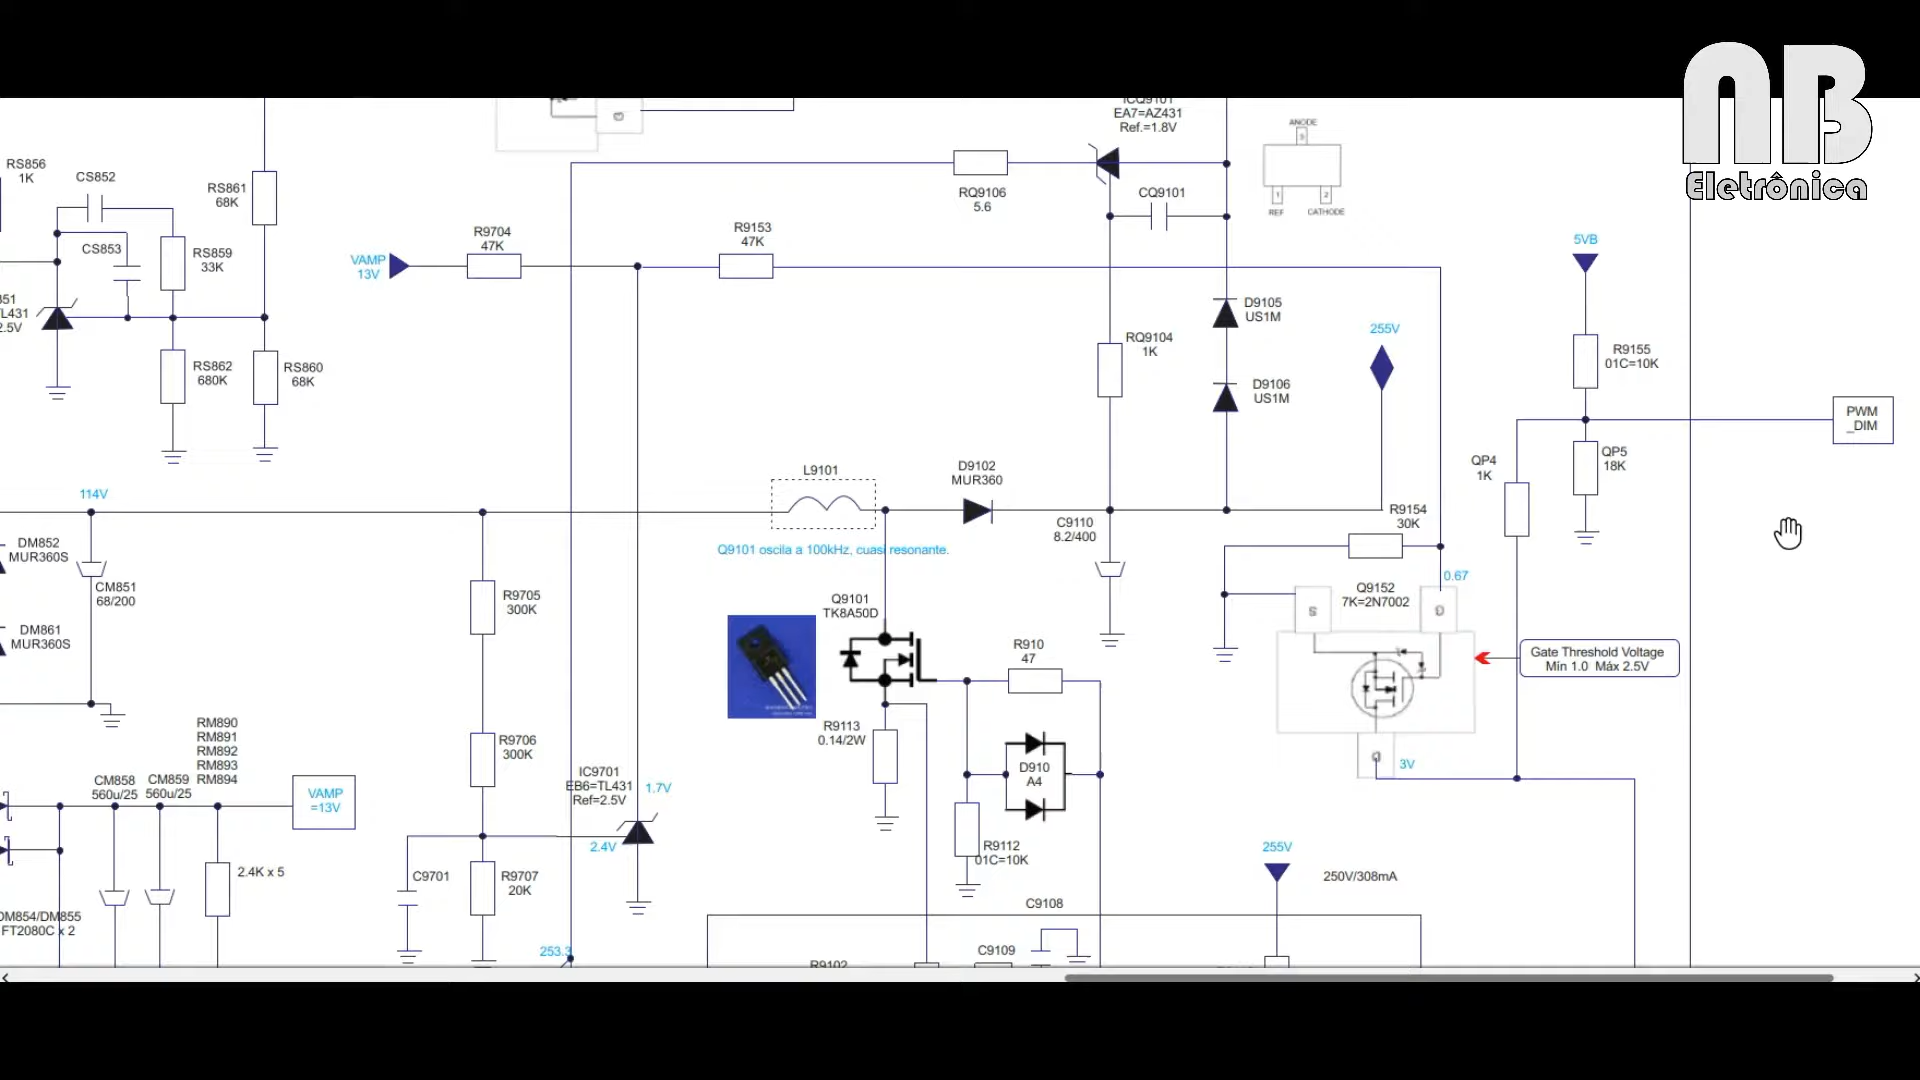 NB
Eletrônica
EA7=AZ431
Ref.=1.8V
ANODE
3
1
2
REF
CATHODE
RS856
1K
CS852
RS861
68K
CS853
RS859
33K
TL431
2.5V
RS862
680K
RS860
68K
VAMP
13V
R9704
47K
R9153
47K
RQ9106
5.6
CQ9101
D9105
US1M
RQ9104
1K
D9106
US1M
255V
5VB
R9155
01C=10K
PWM
_DIM
QP5
18K
QP4
1K
114V
DM852
MUR360S
CM851
68/200
DM861
MUR360S
L9101
D9102
MUR360
Q9101 oscila a 100kHz, cuasi resonante.
C9110
8.2/400
R9154
30K
0.67
Q9152
7K=2N7002
S
G
D
Gate Threshold Voltage
Min 1.0 Máx 2.5V
3V
R9705
300K
Q9101
TK8A50D
R910
47
R9113
0.14/2W
R9706
300K
D910
A4
IC9701
EB6=TL431
Ref=2.5V
1.7V
2.4V
R9112
01C=10K
RM890
RM891
RM892
RM893
RM894
CM858
560u/25
CM859
560u/25
VAMP
=13V
2.4K x 5
C9701
R9707
20K
DM854/DM855
FT2080C x 2
253.3
255V
250V/308mA
C9108
C9109
R9102